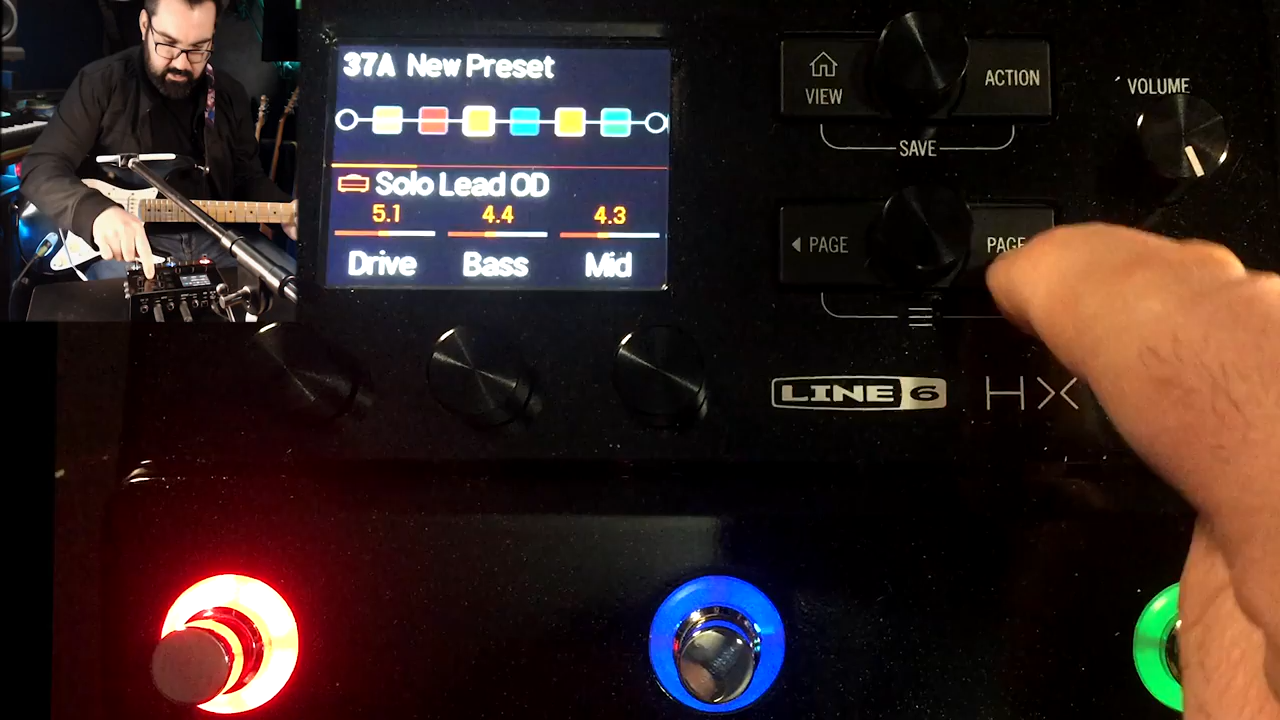 37A New Preset
Solo Lead OD
5.1 4.4 4.3
Drive Bass Mid
VIEW
ACTION
SAVE
VOLUME
PAGE
PAGE
LINE 6
HX